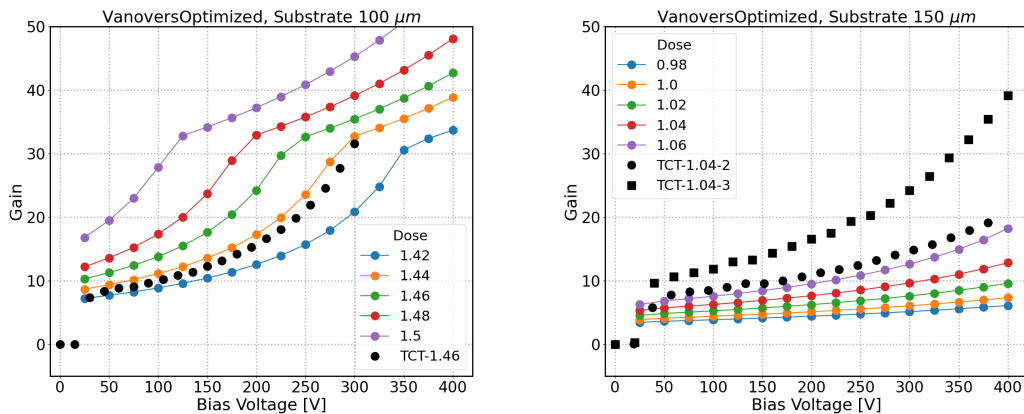 VanoversOptimized, Substrate 100 μm
50
40
30
20
10
0
Gain
0 50 100 150 200 250 300 350 400
Bias Voltage [V]
Dose
1.42
1.44
1.46
1.48
1.5
TCT-1.46
VanoversOptimized, Substrate 150 μm
50
40
30
20
10
0
Gain
0 50 100 150 200 250 300 350 400
Bias Voltage [V]
Dose
0.98
1.0
1.02
1.04
1.06
TCT-1.04-2
TCT-1.04-3